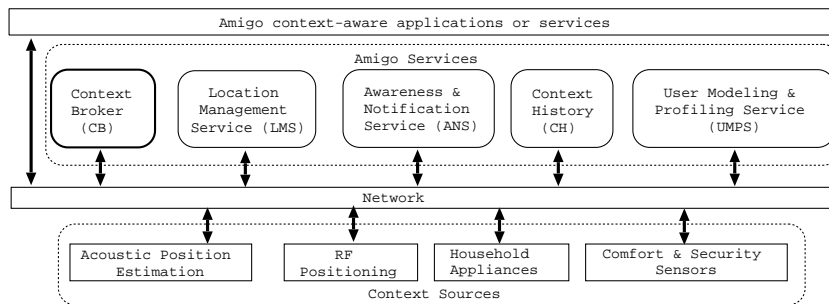 Amigo context-aware applications or services
Amigo Services
Context
Broker
(CB)
Location
Management
Service (LMS)
Awareness &
Notification
Service (ANS)
Context
History
(CH)
User Modeling &
Profiling Service
(UMPS)
Network
Acoustic Position
Estimation
RF
Positioning
Household
Appliances
Comfort & Security
Sensors
Context Sources